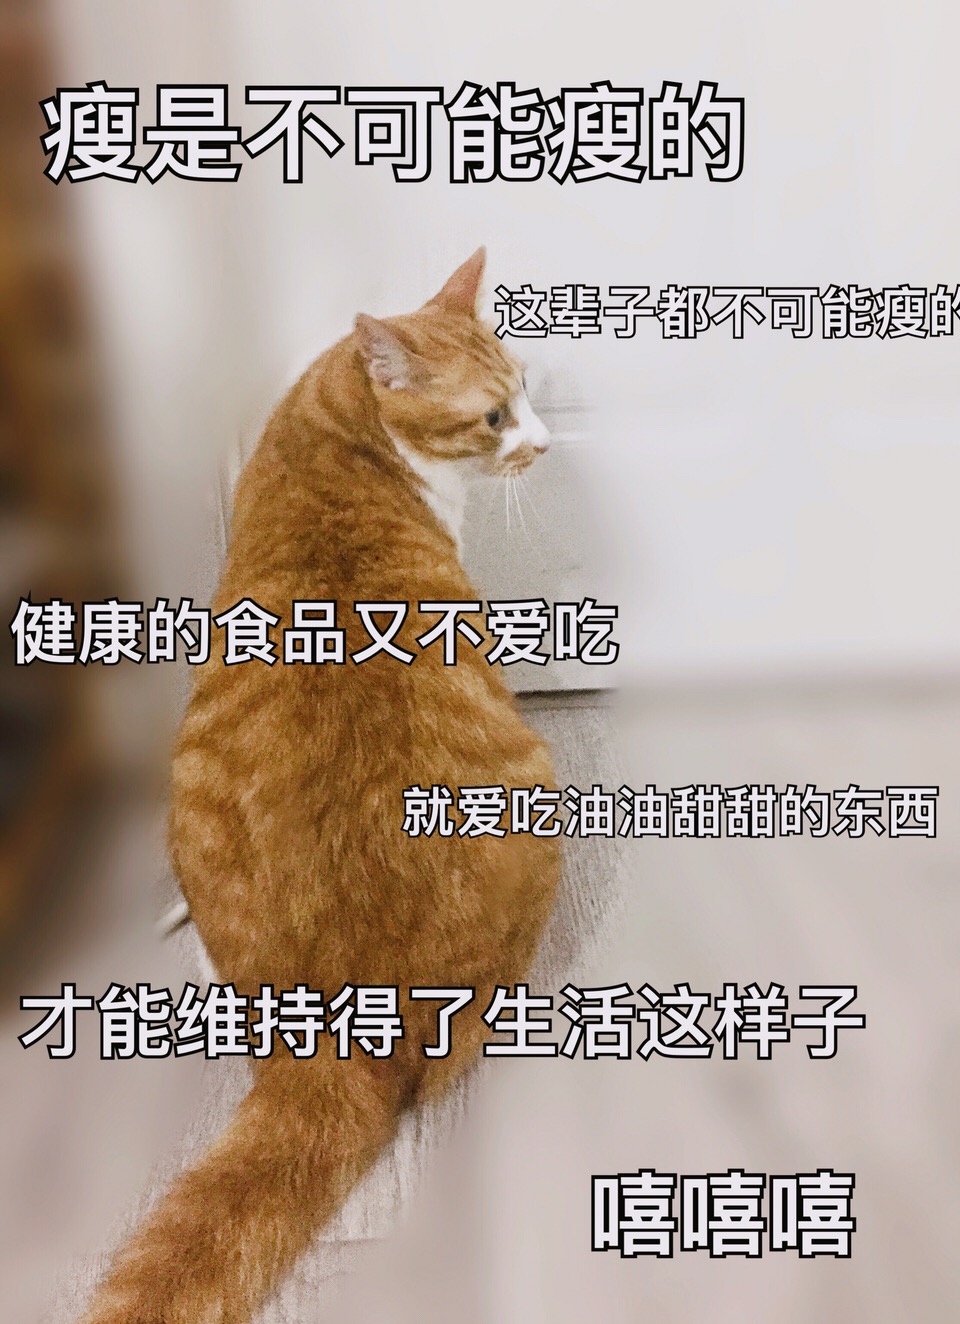 瘦是不可能瘦的
这辈子都不可能瘦的
健康的食品又不爱吃
就爱吃油油甜甜的东西
才能维持得了生活这样子
嘻嘻嘻